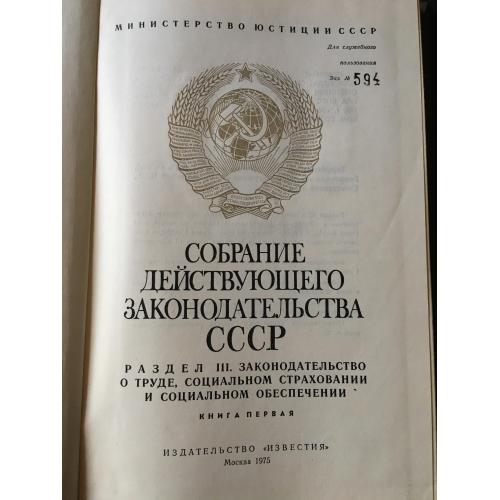 МИНИСТЕРСТВО ЮСТИЦИИ СССР
Для служебного
пользования
Экз № 594
СОБРАНИЕ
ДЕЙСТВУЮЩЕГО
ЗАКОНОДАТЕЛЬСТВА
СССР
РАЗДЕЛ III. ЗАКОНОДАТЕЛЬСТВО
О ТРУДЕ, СОЦИАЛЬНОМ СТРАХОВАНИИ
И СОЦИАЛЬНОМ ОБЕСПЕЧЕНИИ
КНИГА ПЕРВАЯ
ИЗДАТЕЛЬСТВО «ИЗВЕСТИЯ»
Москва 1975